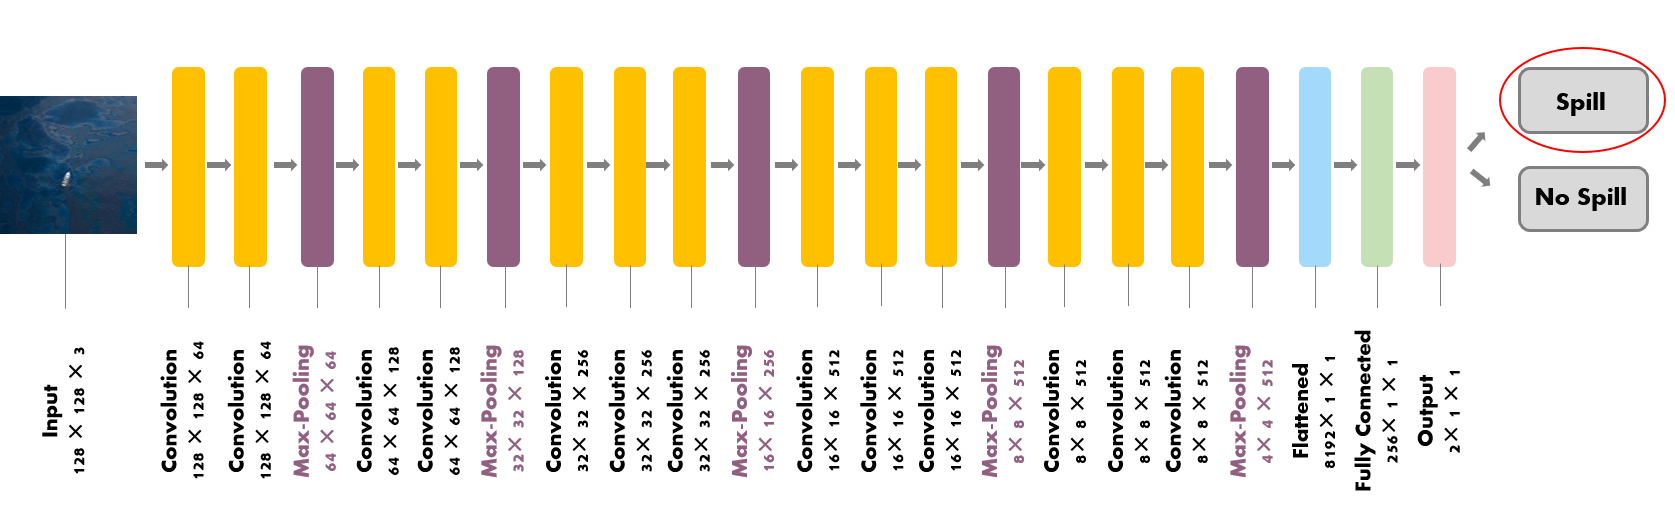 Spill
No Spill
Input
128 × 128 × 3
Convolution
128 × 128 × 64
Convolution
128 × 128 × 64
Max-Pooling
64 × 64 × 64
Convolution
64 × 64 × 128
Convolution
64 × 64 × 128
Max-Pooling
32 × 32 × 128
Convolution
32 × 32 × 256
Convolution
32 × 32 × 256
Convolution
32 × 32 × 256
Max-Pooling
16 × 16 × 256
Convolution
16 × 16 × 512
Convolution
16 × 16 × 512
Convolution
16 × 16 × 512
Max-Pooling
8 × 8 × 512
Convolution
8 × 8 × 512
Convolution
8 × 8 × 512
Convolution
8 × 8 × 512
Max-Pooling
4 × 4 × 512
Flattened
8192 × 1 × 1
Fully Connected
256 × 1 × 1
Output
2 × 1 × 1